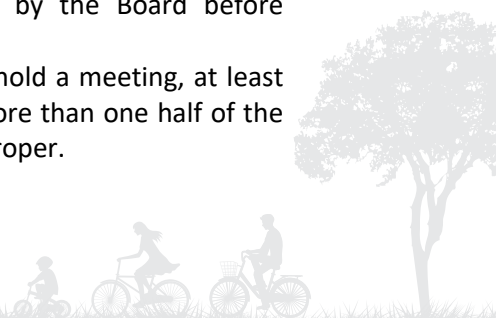 by the Board before
hold a meeting, at least
ore than one half of the
roper.